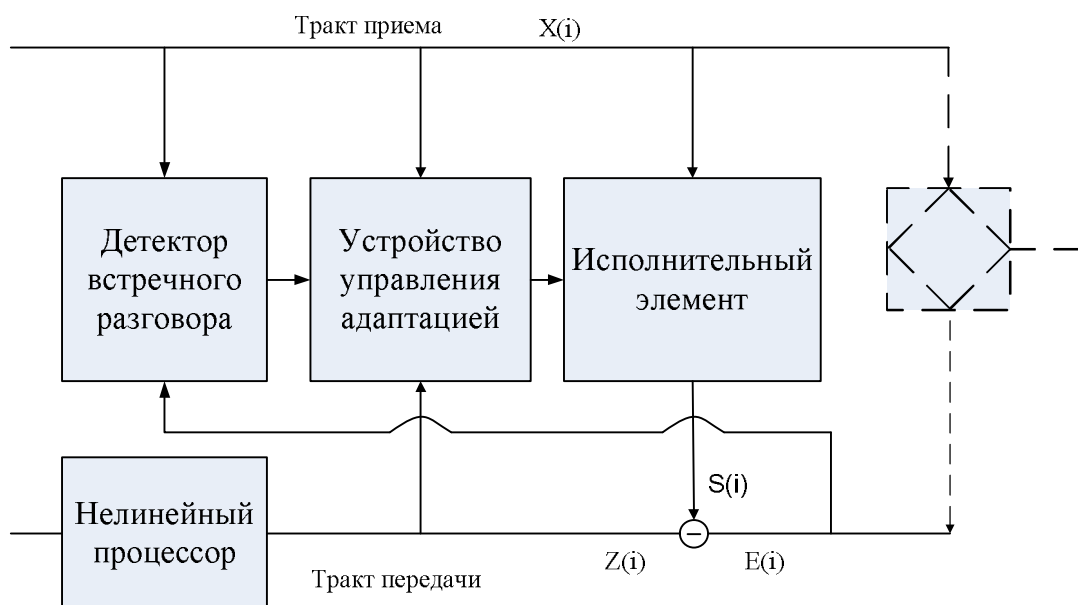 Тракт приема
X(i)
Детектор
встречного
разговора
Устройство
управления
адаптацией
Исполнительный
элемент
S(i)
Нелинейный
процессор
Z(i)
E(i)
Тракт передачи